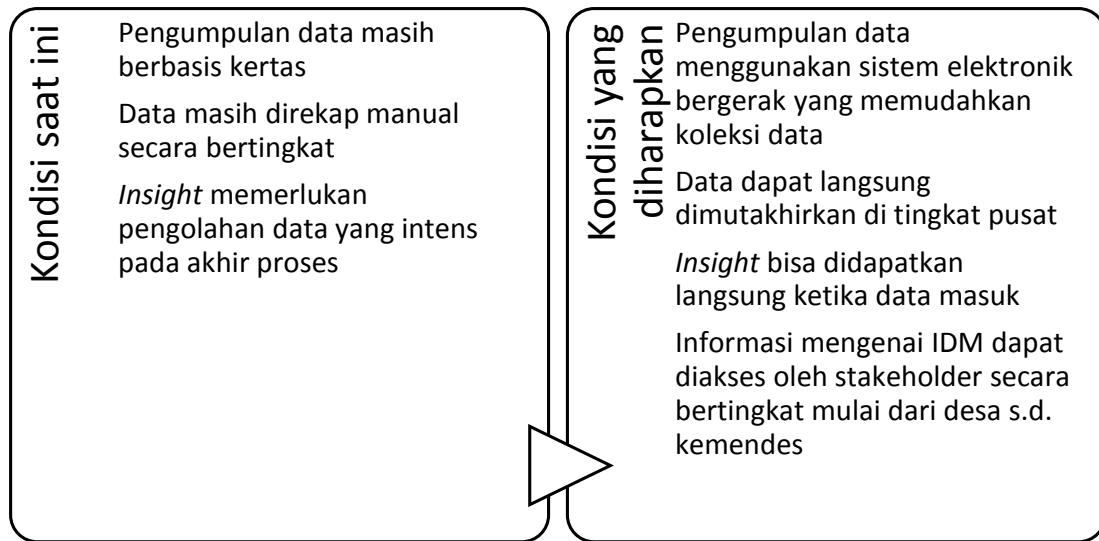 Kondisi saat ini
Pengumpulan data masih
berbasis kertas
Data masih direkap manual
secara bertingkat
Insight memerlukan
pengolahan data yang intens
pada akhir proses
Kondisi yang
diharapkan
Pengumpulan data
menggunakan sistem elektronik
bergerak yang memudahkan
koleksi data
Data dapat langsung
dimutakhirkan di tingkat pusat
Insight bisa didapatkan
langsung ketika data masuk
Informasi mengenai IDM dapat
diakses oleh stakeholder secara
bertingkat mulai dari desa s.d.
kemendes